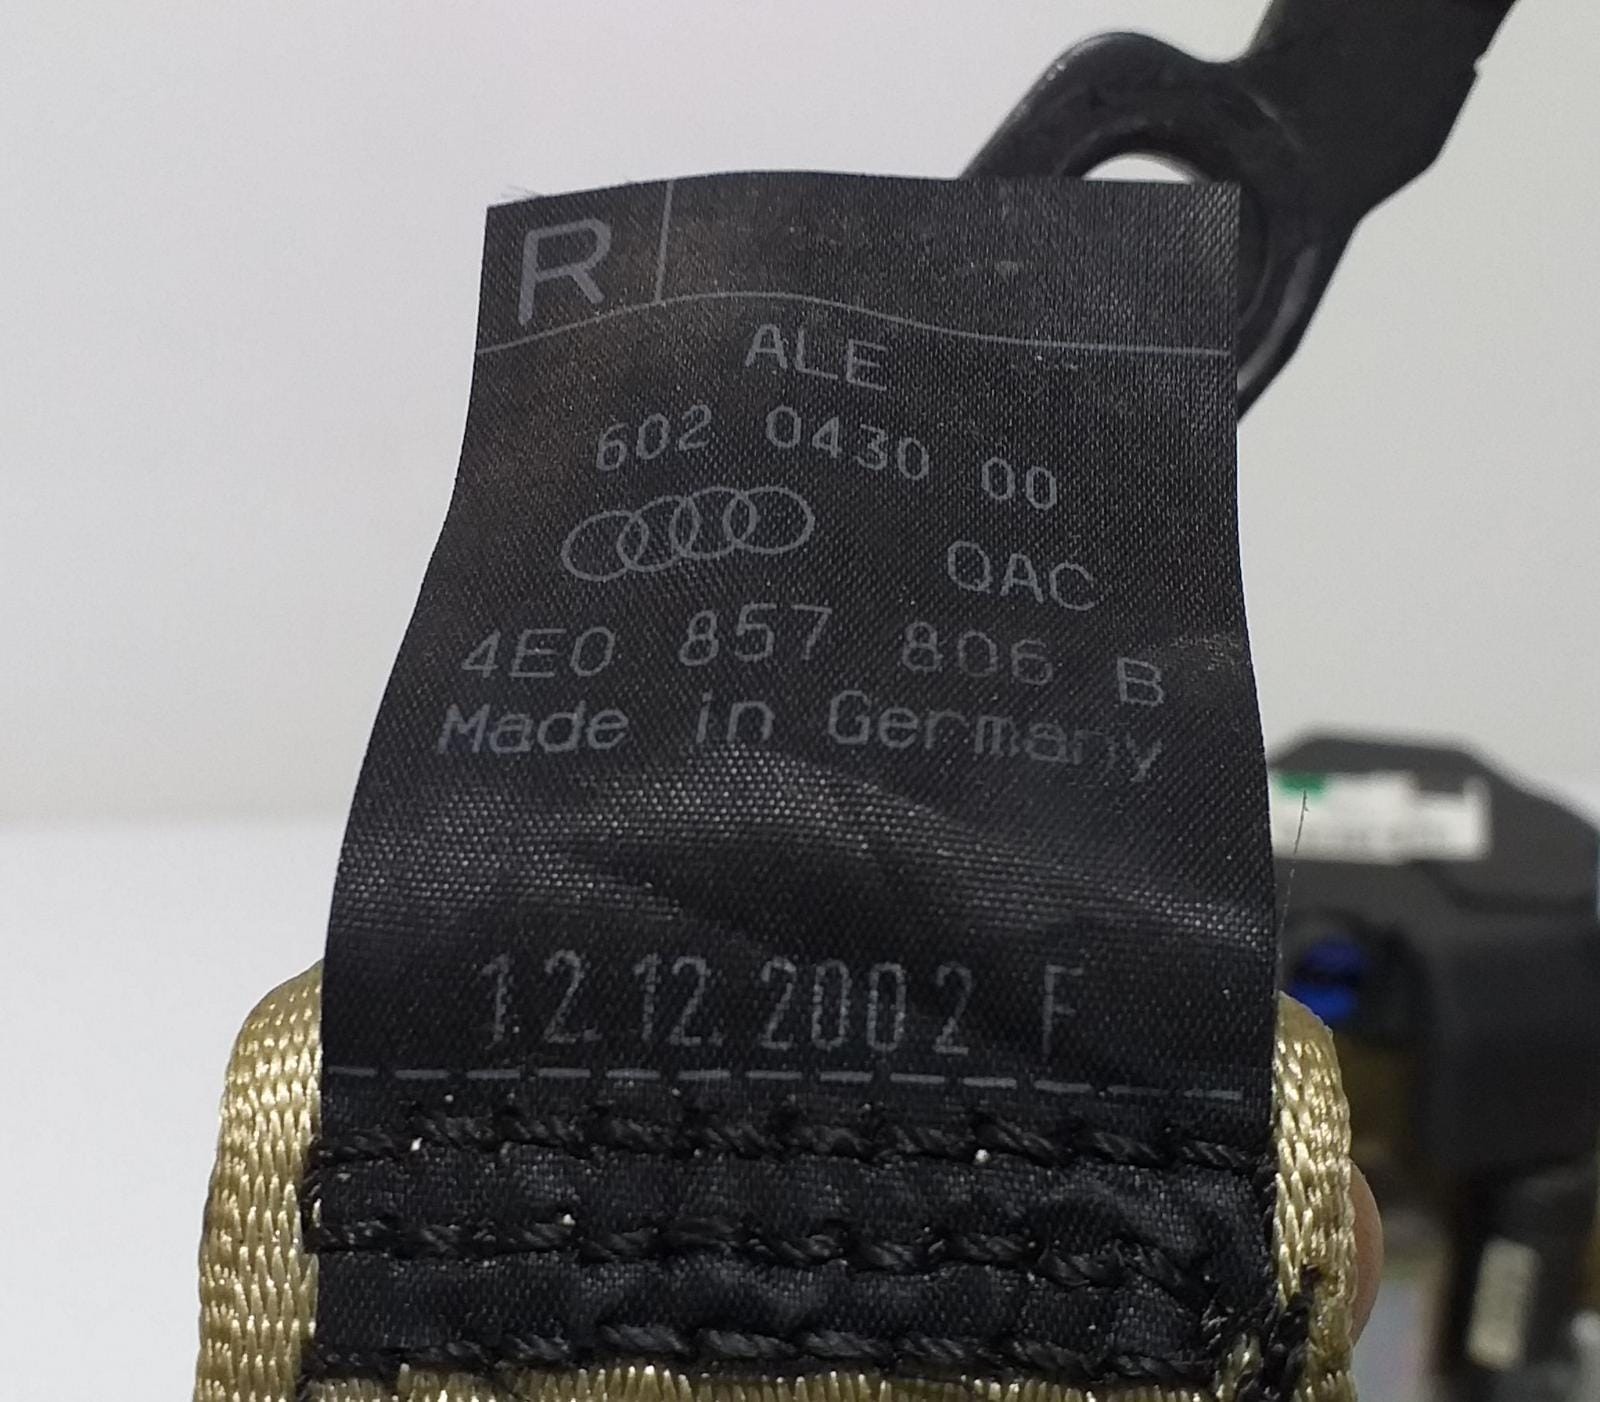 R
ALE
602 0430 00
QAC
4E0 857 806 B
Made in Germany
12.12.2002 F